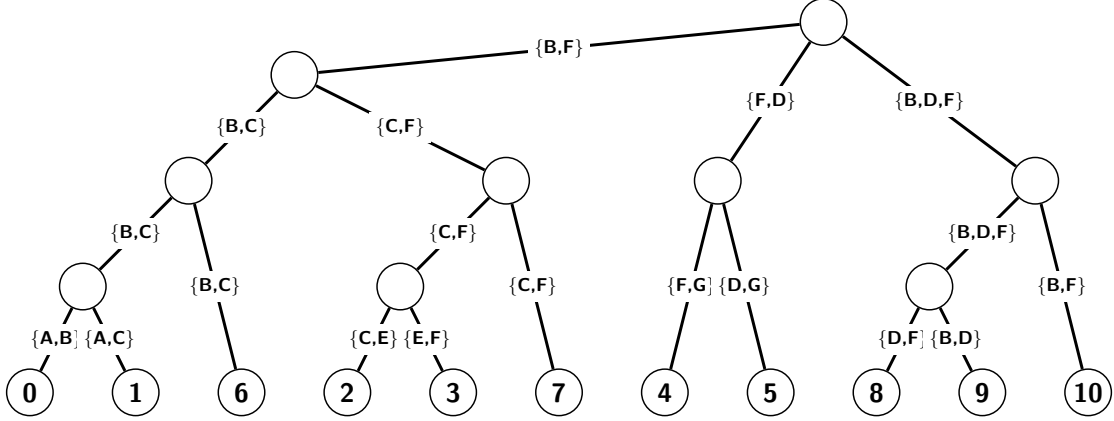 {B,F}
{F,D} {B,D,F}
{B,C} {C,F}
{B,C} {C,F} {B,D,F}
{B,C} {C,F} {F,G} {D,G} {B,F}
{A,B} {A,C} {C,E} {E,F} {D,F} {B,D}
0 1 6 2 3 7 4 5 8 9 10